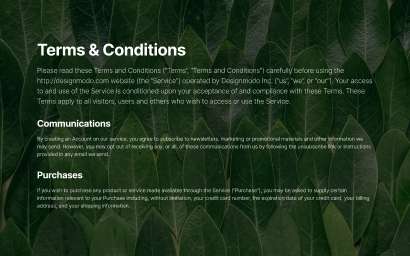 Terms & Conditions
Please read these Terms and Conditions ("Terms", "Terms and Conditions") carefully before using the
http://designmodo.com website (the "Service") operated by Designmodo Inc. ("us", "we", or "our"). Your access
to and use of the Service is conditioned upon your acceptance of and compliance with these Terms. These
Terms apply to all visitors, users and others who wish to access or use the Service.
Communications
By creating an Account on our service, you agree to subscribe to newsletters, marketing or promotional materials and other information we
may send. However, you may opt out of receiving any, or all, of these communications from us by following the unsubscribe link or instructions
provided in any email we send.
Purchases
If you wish to purchase any product or service made available through the Service ("Purchase"), you may be asked to supply certain
information relevant to your Purchase including, without limitation, your credit card number, the expiration date of your credit card, your billing
address, and your shipping information.